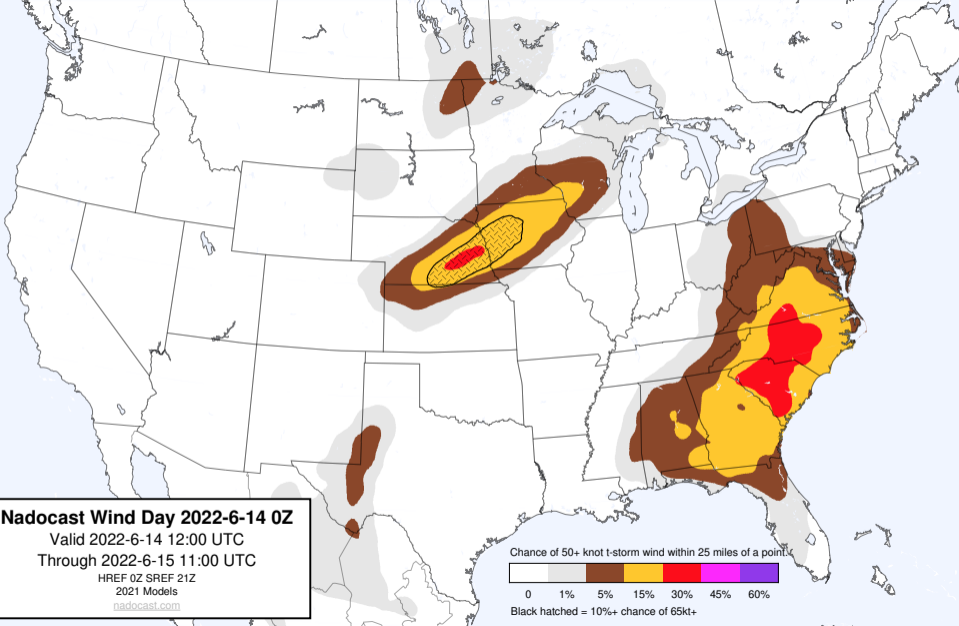 Nadocast Wind Day 2022-6-14 0Z
Valid 2022-6-14 12:00 UTC
Through 2022-6-15 11:00 UTC
HREF 0Z SREF 21Z
2021 Models
nadocast.com
Chance of 50+ knot t-storm wind within 25 miles of a point.
0 1% 5% 15% 30% 45% 60%
Black hatched = 10%+ chance of 65kt+